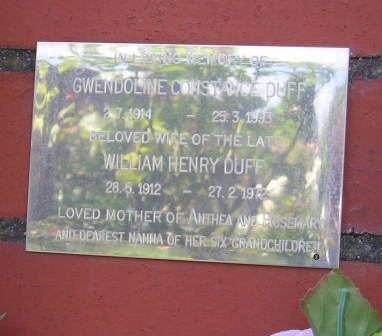 IN LOVING MEMORY OF
GWENDOLINE CONSTANCE DUFF
2.7.1914 - 25.3.1993
BELOVED WIFE OF THE LATE
WILLIAM HENRY DUFF
28.5.1912 - 27.2.1972
LOVED MOTHER OF ANTHEA AND ROSEMARY
AND DEAREST NANNA OF HER SIX GRANDCHILDREN